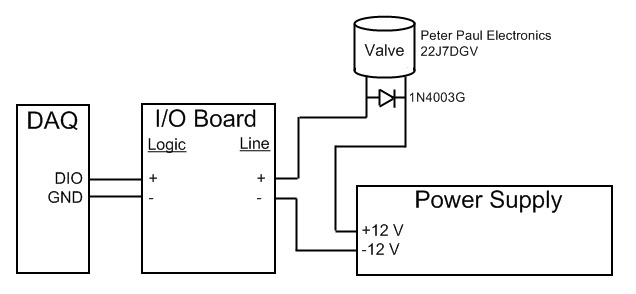 Peter Paul Electronics
22J7DGV
Valve
1N4003G
DAQ
I/O Board
Logic
Line
DIO
+
+
GND
-
-
Power Supply
+12 V
-12 V